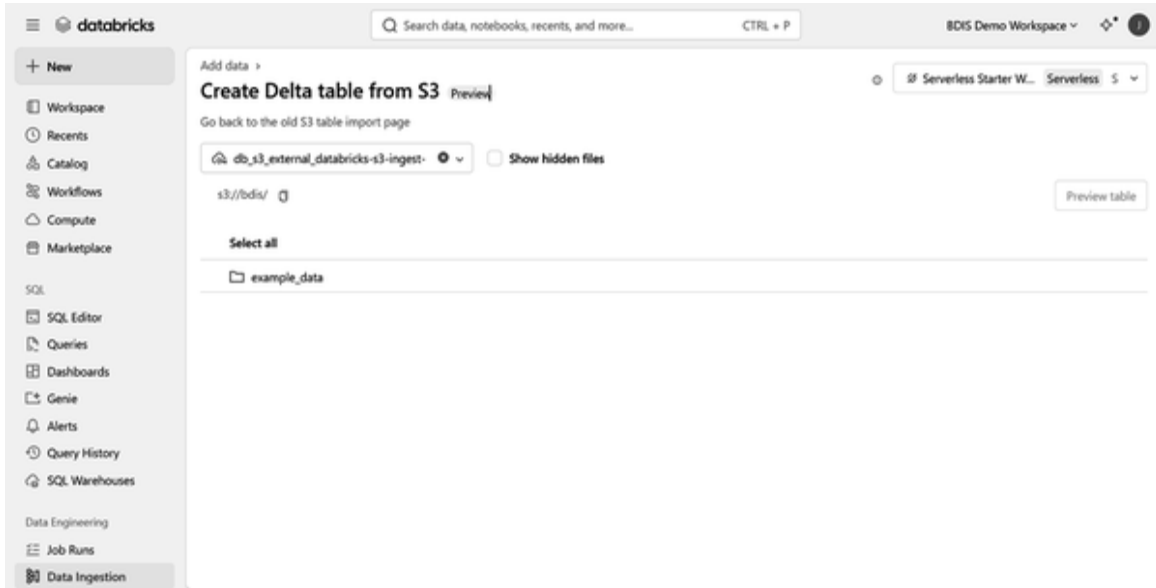 databricks
Search data, notebooks, recents, and more... CTRL + P
BDIS Demo Workspace
J
New
Workspace
Recents
Catalog
Workflows
Compute
Marketplace
SQL
SQL Editor
Queries
Dashboards
Genie
Alerts
Query History
SQL Warehouses
Data Engineering
Job Runs
Data Ingestion
Add data >
Create Delta table from S3 Preview
Serverless Starter W... Serverless S
Go back to the old S3 table import page
db_s3_external_databricks-s3-ingest-
Show hidden files
s3://bdis/
Preview table
Select all
example_data